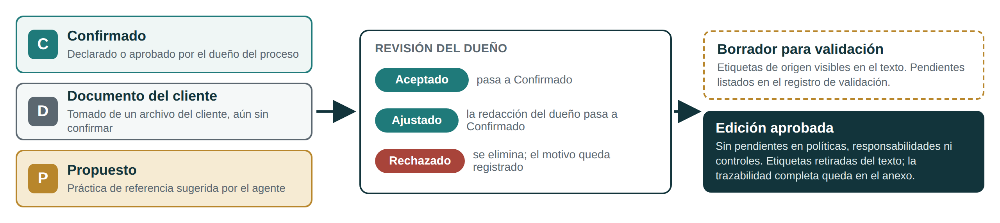 C
Confirmado
Declarado o aprobado por el dueño del proceso
D
Documento del cliente
Tomado de un archivo del cliente, aún sin
confirmar
P
Propuesto
Práctica de referencia sugerida por el agente
REVISIÓN DEL DUEÑO
Aceptado
pasa a Confirmado
Ajustado
la redacción del dueño pasa a
Confirmado
Rechazado
se elimina; el motivo queda
registrado
Borrador para validación
Etiquetas de origen visibles en el texto. Pendientes
listados en el registro de validación.
Edición aprobada
Sin pendientes en políticas, responsabilidades ni
controles. Etiquetas retiradas del texto; la
trazabilidad completa queda en el anexo.